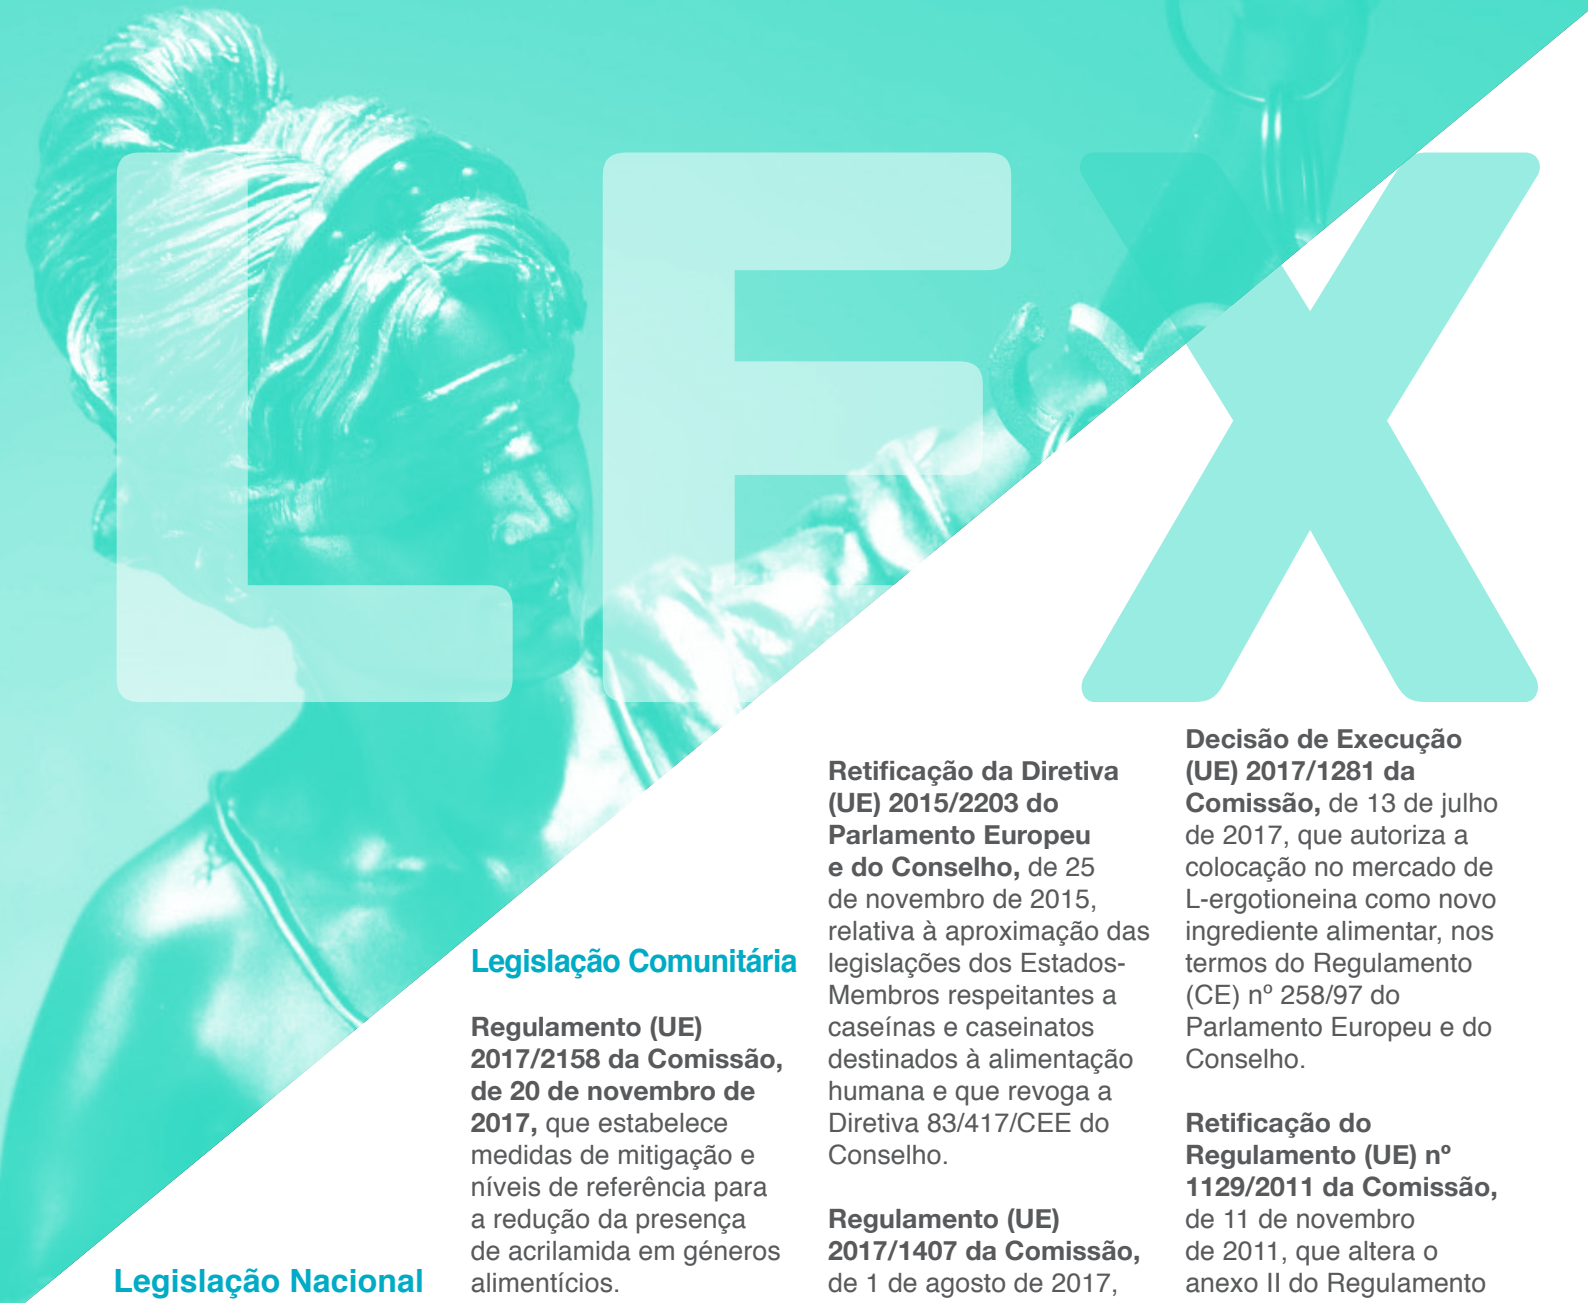 LEX
Legislação Nacional
Legislação Comunitária
Regulamento (UE)
2017/2158 da Comissão,
de 20 de novembro de
2017, que estabelece
medidas de mitigação e
níveis de referência para
a redução da presença
de acrilamida em géneros
alimentícios.
Retificação da Diretiva
(UE) 2015/2203 do
Parlamento Europeu
e do Conselho, de 25
de novembro de 2015,
relativa à aproximação das
legislações dos Estados-
Membros respeitantes a
caseínas e caseinatos
destinados à alimentação
humana e que revoga a
Diretiva 83/417/CEE do
Conselho.
Regulamento (UE)
2017/1407 da Comissão,
de 1 de agosto de 2017,
Decisão de Execução
(UE) 2017/1281 da
Comissão, de 13 de julho
de 2017, que autoriza a
colocação no mercado de
L-ergotioneina como novo
ingrediente alimentar, nos
termos do Regulamento
(CE) nº 258/97 do
Parlamento Europeu e do
Conselho.
Retificação do
Regulamento (UE) nº
1129/2011 da Comissão,
de 11 de novembro
de 2011, que altera o
anexo II do Regulamento